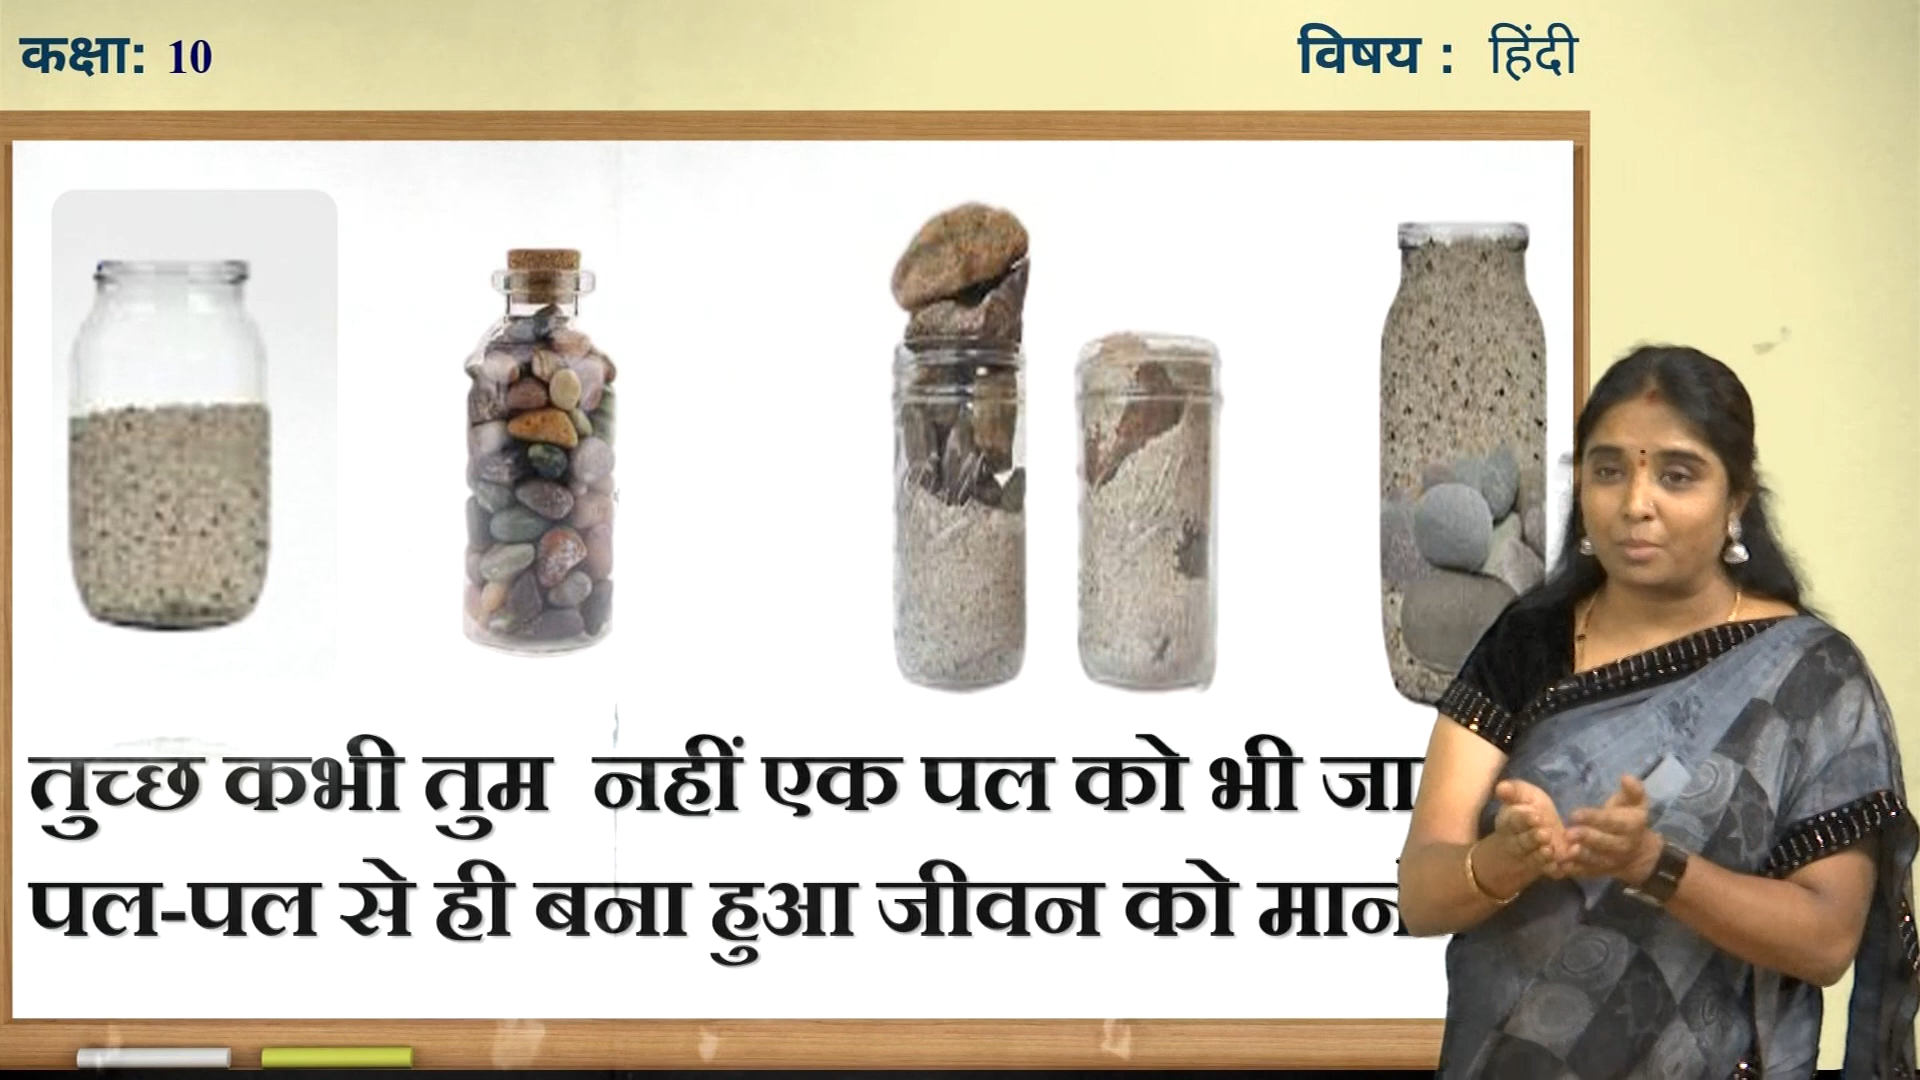 कक्षा: 10
विषय : हिंदी
तुच्छ कभी तुम नहीं एक पल को भी
पल-पल से ही बना हुआ जीवन को